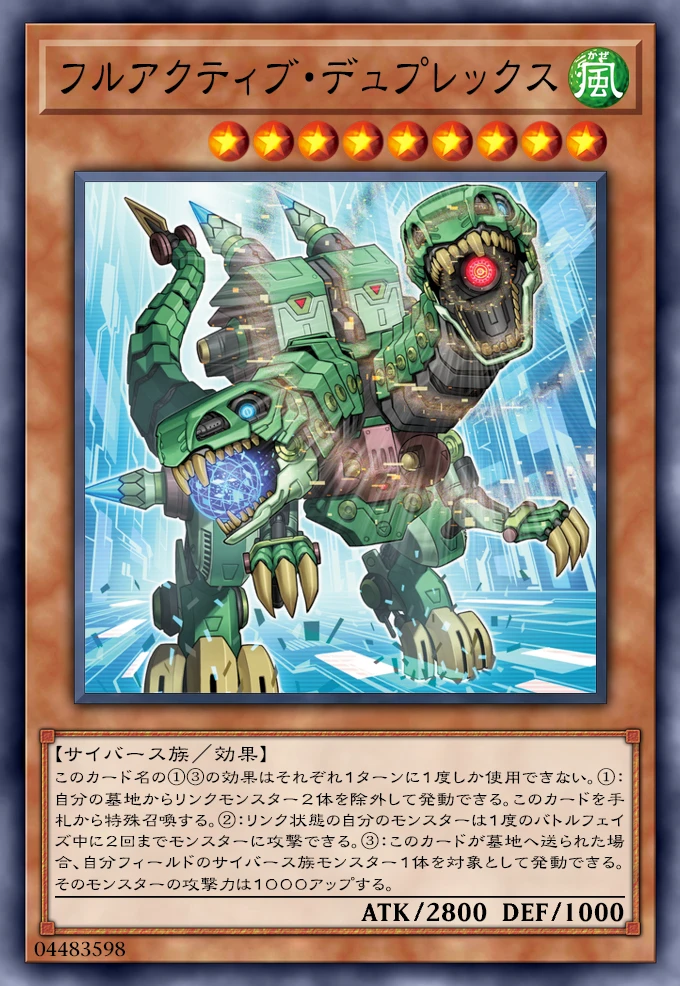 フルアクティブ・デュプレックス
かぜ
風
【サイバース族／効果】
このカード名の①③の効果はそれぞれ１ターンに１度しか使用できない。①：
自分の墓地からリンクモンスター２体を除外して発動できる。このカードを手
札から特殊召喚する。②：リンク状態の自分のモンスターは１度のバトルフェイ
ズ中に２回までモンスターに攻撃できる。③：このカードが墓地へ送られた場
合、自分フィールドのサイバース族モンスター１体を対象として発動できる。
そのモンスターの攻撃力は１０００アップする。
ATK/2800 DEF/1000
04483598